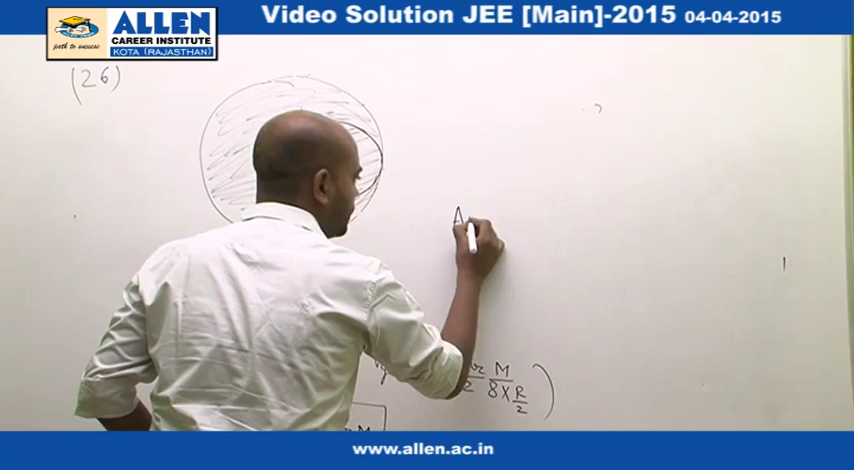 Video Solution JEE [Main]-2015 04-04-2015
ALLEN
CAREER INSTITUTE
KOTA (RAJASTHAN)
path to success
(26)
A
M
8 × R
2
2
M
www.allen.ac.in